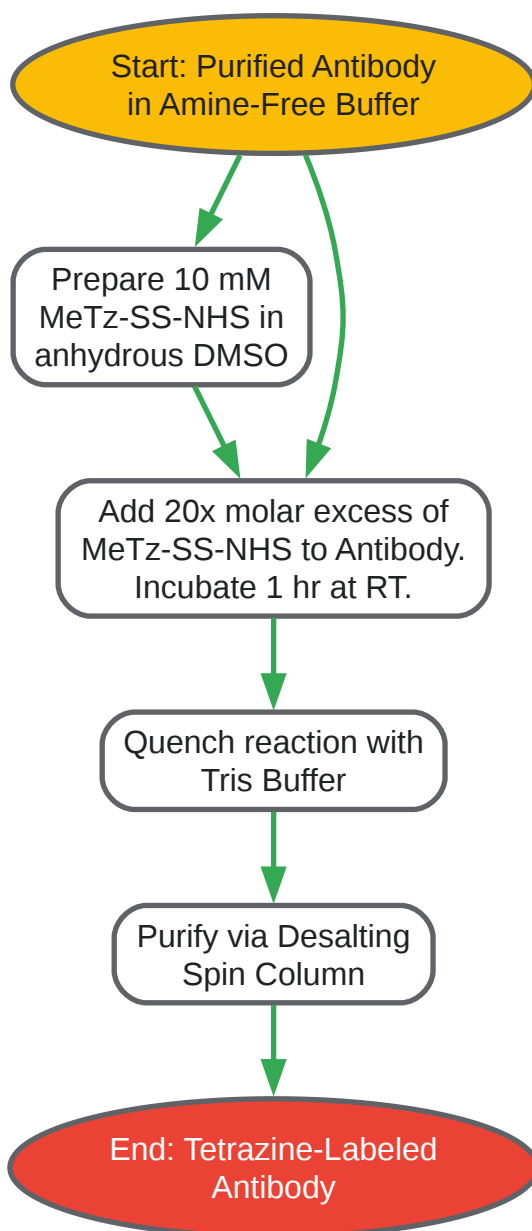 Start: Purified Antibody
in Amine-Free Buffer
Prepare 10 mM
MeTz-SS-NHS in
anhydrous DMSO
Add 20x molar excess of
MeTz-SS-NHS to Antibody.
Incubate 1 hr at RT.
Quench reaction with
Tris Buffer
Purify via Desalting
Spin Column
End: Tetrazine-Labeled
Antibody